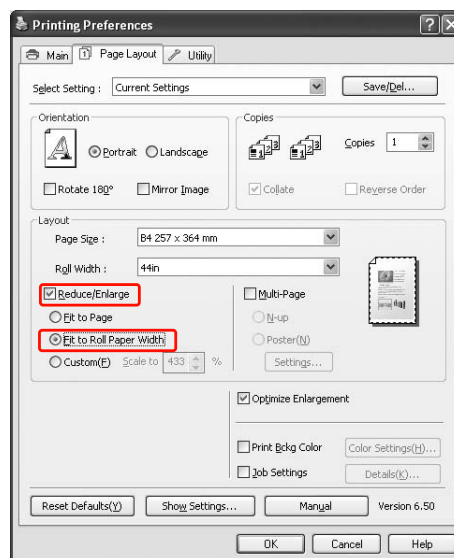 Printing Preferences
Main Page Layout Utility
Select Setting : Current Settings Save/Del...
Orientation
Portrait Landscape
Rotate 180° Mirror Image
Copies
Copies 1
Collate Reverse Order
Layout
Page Size : B4 257 x 364 mm
Roll Width : 44in
Reduce/Enlarge
Fit to Page
Fit to Roll Paper Width
Custom(F) Scale to 433 %
Multi-Page
N-up
Poster(N)
Settings...
Optimize Enlargement
Print Bckg Color Color Settings(H)...
Job Settings Details(K)...
Reset Defaults(Y) Show Settings... Manual Version 6.50
OK Cancel Help